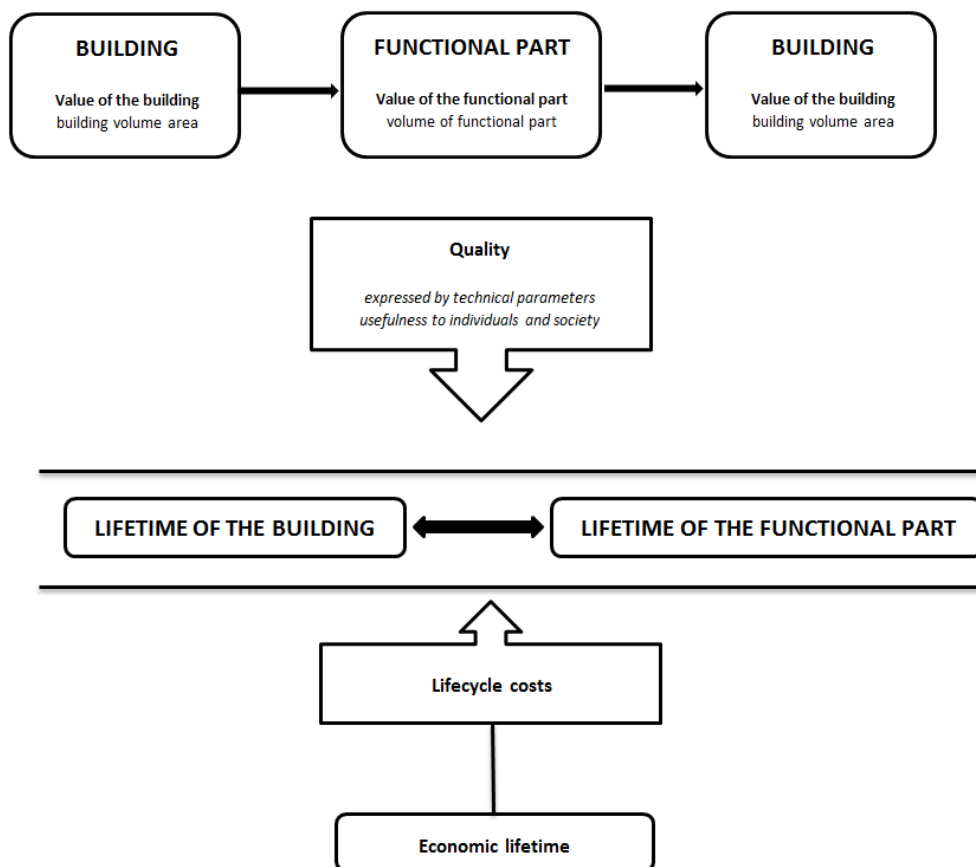 BUILDING
Value of the building
building volume area
FUNCTIONAL PART
Value of the functional part
volume of functional part
BUILDING
Value of the building
building volume area
Quality
expressed by technical parameters
usefulness to individuals and society
LIFETIME OF THE BUILDING
LIFETIME OF THE FUNCTIONAL PART
Lifecycle costs
Economic lifetime